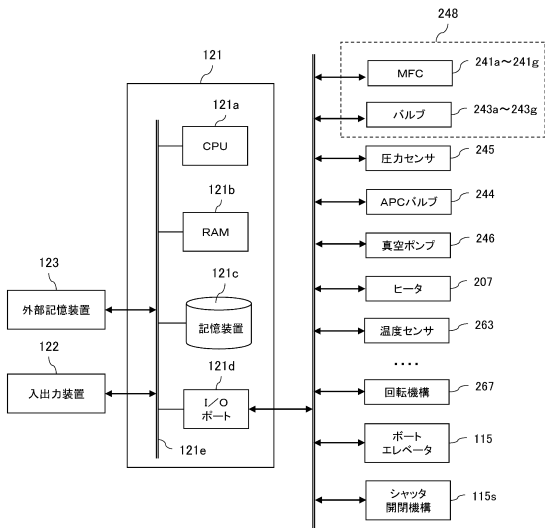 248
121
MFC
241a～241g
121a
CPU
バルブ
243a～243g
圧力センサ
245
121b
RAM
APCバルブ
244
真空ポンプ
246
123
外部記憶装置
121c
記憶装置
ヒータ
207
温度センサ
263
‥‥
122
入出力装置
121d
I／O
ポート
回転機構
267
121e
ボート
エレベータ
115
シャッタ
開閉機構
115s